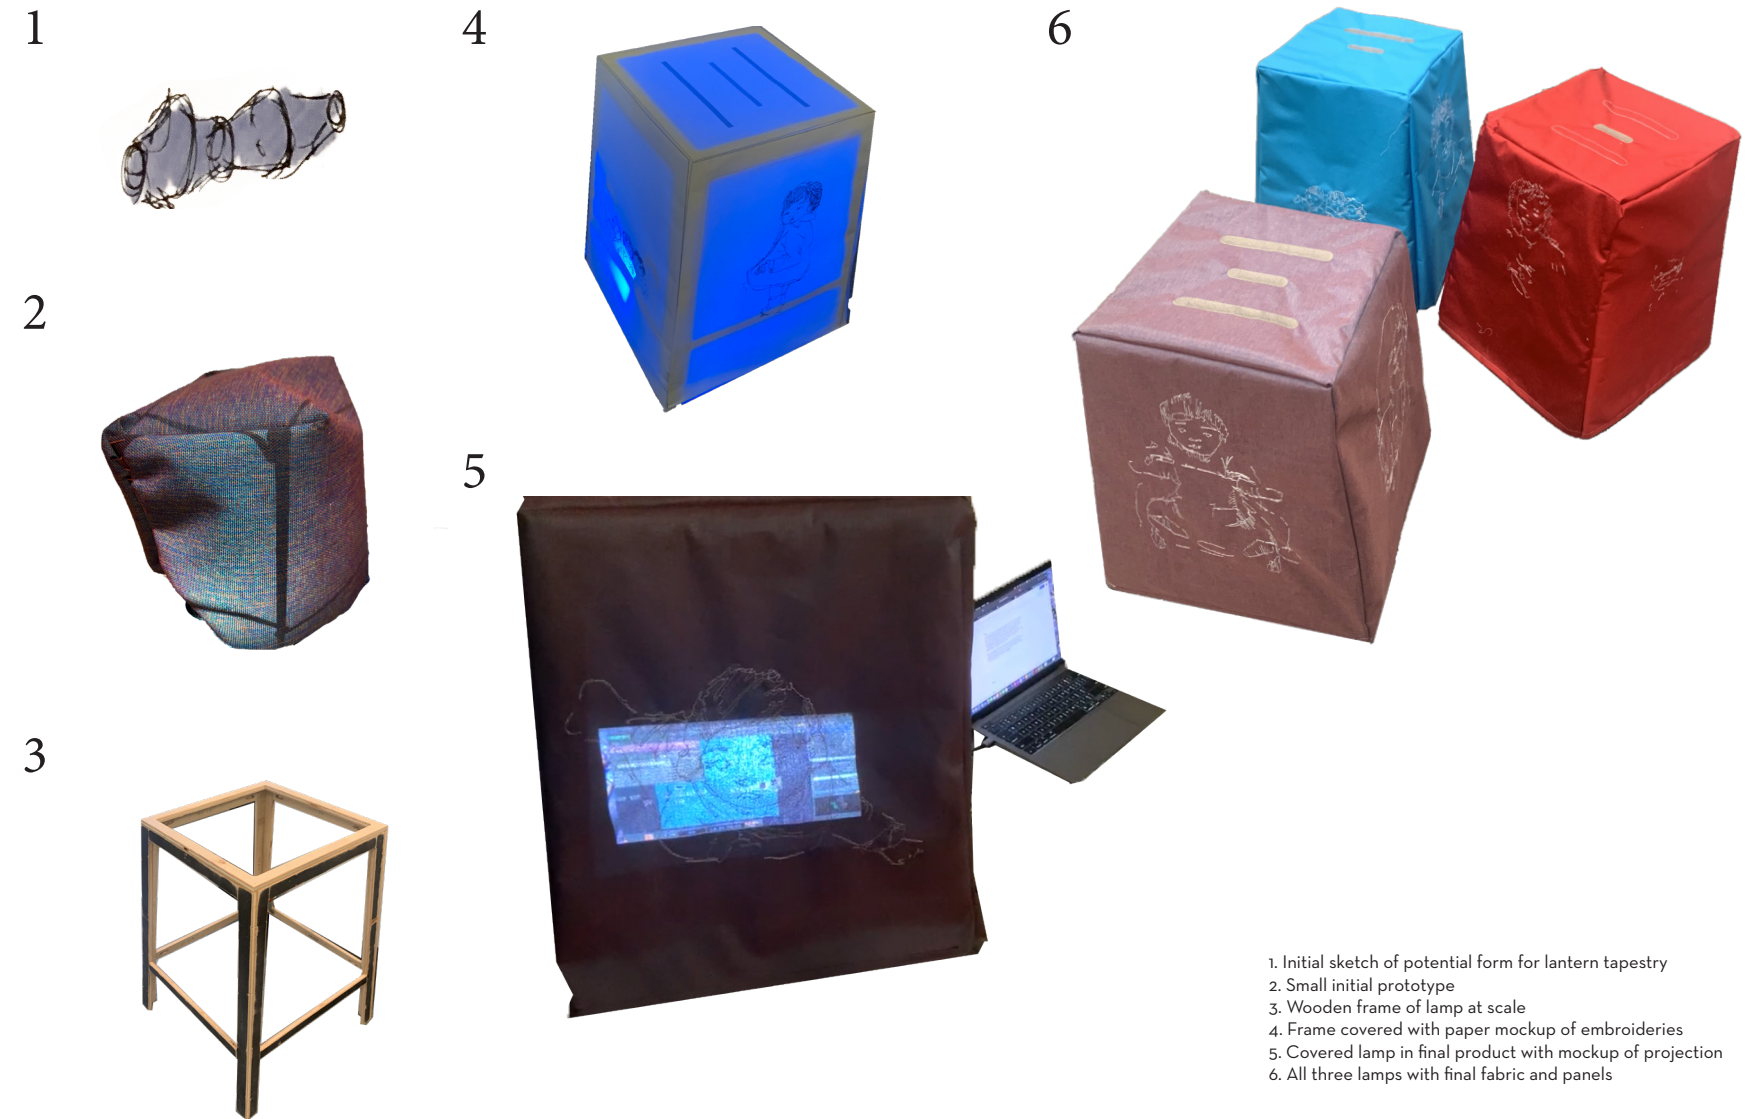 1
2
3
4
5
6
1. Initial sketch of potential form for lantern tapestry
2. Small initial prototype
3. Wooden frame of lamp at scale
4. Frame covered with paper mockup of embroideries
5. Covered lamp in final product with mockup of projection
6. All three lamps with final fabric and panels